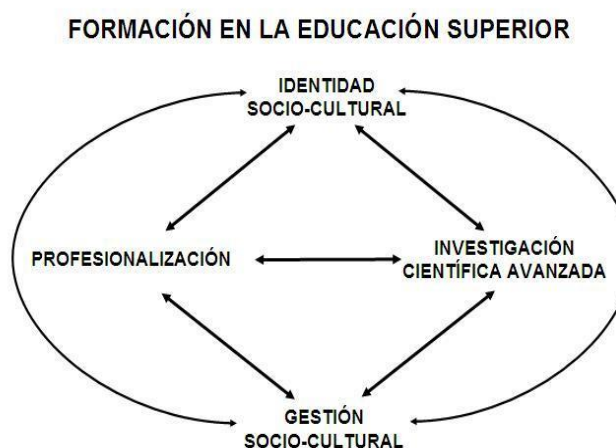 FORMACIÓN EN LA EDUCACIÓN SUPERIOR
IDENTIDAD
SOCIO-CULTURAL
PROFESIONALIZACIÓN
INVESTIGACIÓN
CIENTÍFICA AVANZADA
GESTIÓN
SOCIO-CULTURAL